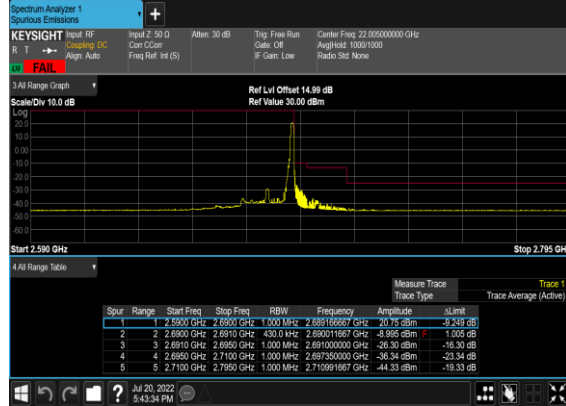 Spectrum Analyzer 1
Spurious Emissions
KEYSIGHT
R T
LV FAIL
Input: RF
Coupling: DC
Align: Auto
Input Z: 50 Ω
Corr CCorr
Freq Ref: Int (S)
Atten: 30 dB
Trig: Free Run
Gate: Off
IF Gain: Low
Center Freq: 22.005000000 GHz
Avg|Hold: 1000/1000
Radio Std: None
3 All Range Graph
Scale/Div 10.0 dB
Ref Lvl Offset 14.99 dB
Ref Value 30.00 dBm
Log
20.0
10.0
0.00
-10.0
-20.0
-30.0
-40.0
-50.0
-60.0
Start 2.590 GHz
Stop 2.795 GH
4 All Range Table
Measure Trace Trace 1
Trace Type Trace Average (Active)
Spur Range Start Freq Stop Freq RBW Frequency Amplitude ΔLimit
1 1 2.5900 GHz 2.6900 GHz 1.000 MHz 2.689166667 GHz 20.75 dBm -9.249 dB
2 2 2.6900 GHz 2.6910 GHz 430.0 kHz 2.690011667 GHz -8.995 dBm F 1.005 dB
3 3 2.6910 GHz 2.6950 GHz 1.000 MHz 2.691000000 GHz -26.30 dBm -16.30 dB
4 4 2.6950 GHz 2.7100 GHz 1.000 MHz 2.697350000 GHz -36.34 dBm -23.34 dB
5 5 2.7100 GHz 2.7950 GHz 1.000 MHz 2.710991667 GHz -44.33 dBm -19.33 dB
Jul 20, 2022
5:43:34 PM